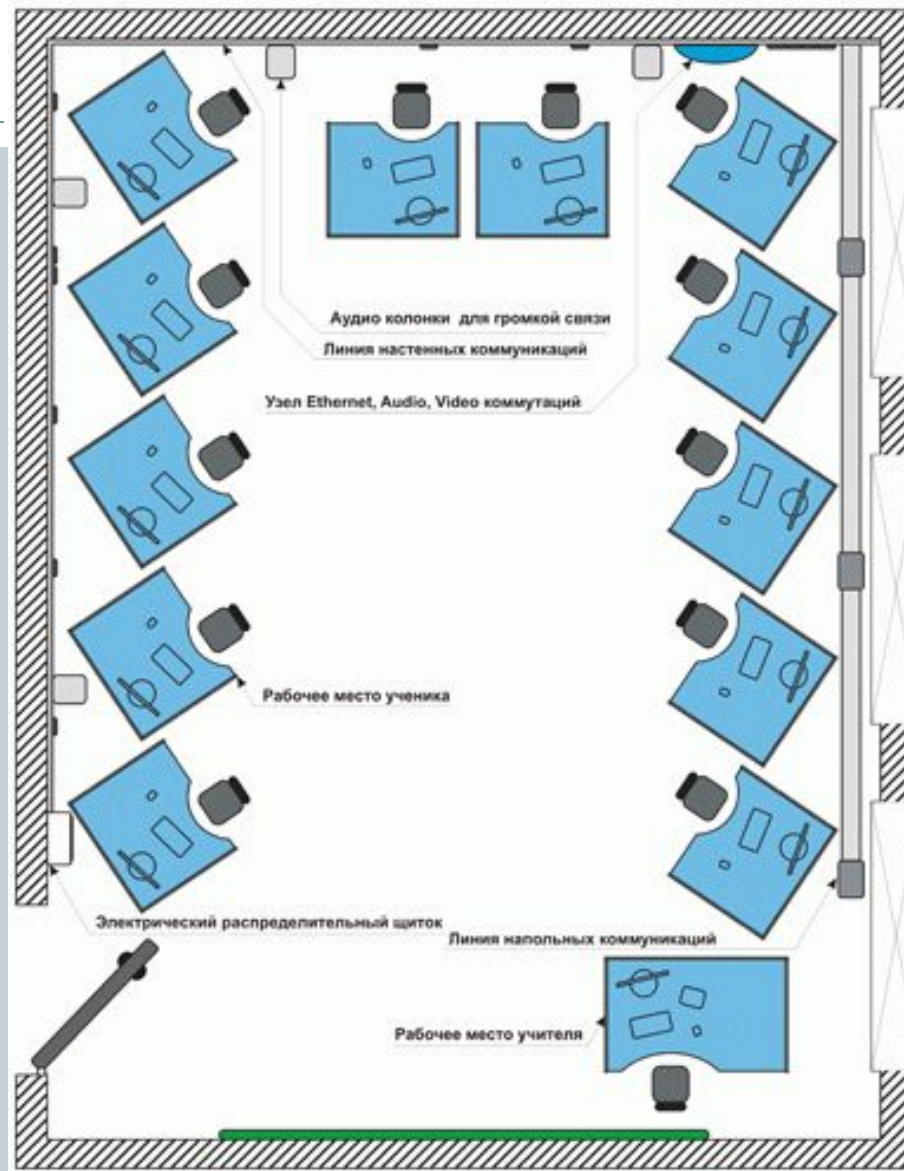 Аудио колонки для громкой связи
Линия настенных коммуникаций
Узел Ethernet, Audio, Video коммутаций
Рабочее место ученика
Электрический распределительный щиток
Линия напольных коммуникаций
Рабочее место учителя